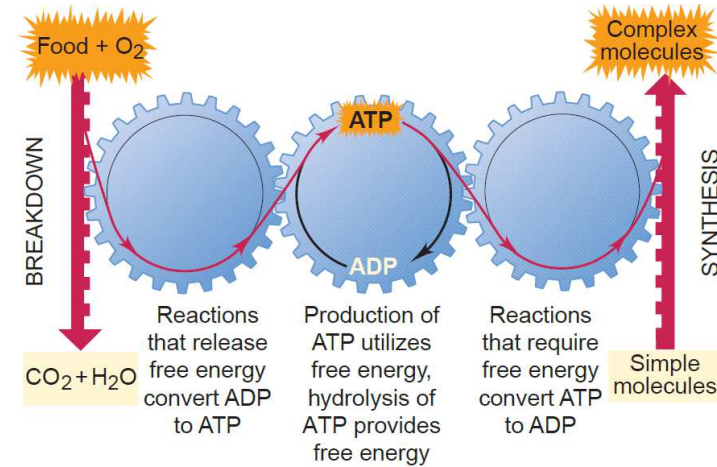 Food + O₂
BREAKDOWN
CO₂ + H₂O
Reactions
that release
free energy
convert ADP
to ATP
ATP
ADP
Production of
ATP utilizes
free energy,
hydrolysis of
ATP provides
free energy
Reactions
that require
free energy
convert ATP
to ADP
Complex
molecules
SYNTHESIS
Simple
molecules